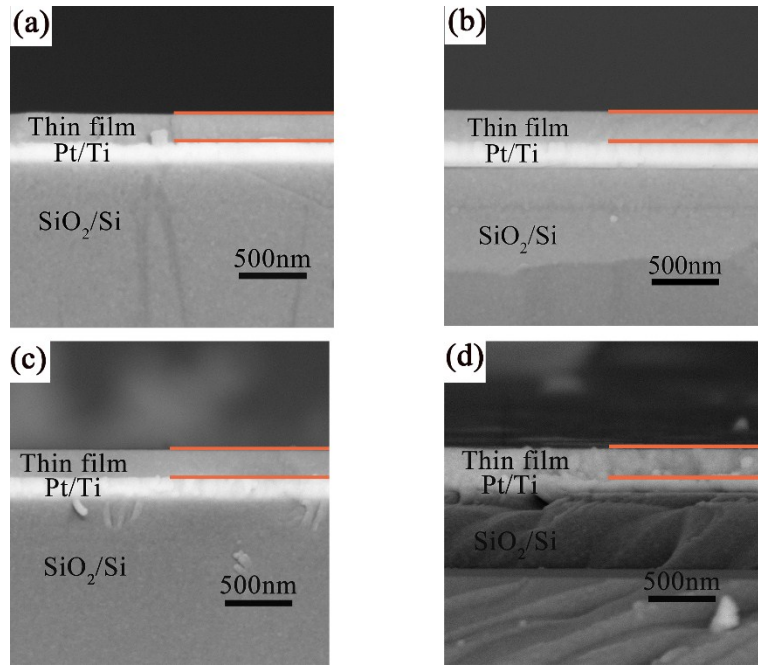 (a)
Thin film
Pt/Ti
SiO₂/Si
500nm
(b)
Thin film
Pt/Ti
SiO₂/Si
500nm
(c)
Thin film
Pt/Ti
SiO₂/Si
500nm
(d)
Thin film
Pt/Ti
SiO₂/Si
500nm